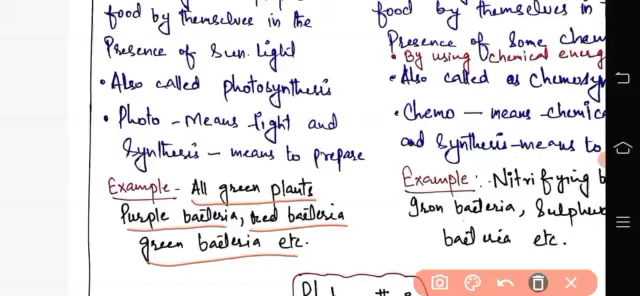 food by themselves in the
Presence of Sun. Light
• Also called photosynthesis
• Photo - Means light and
Synthesis - means to prepare
Example - All green plants
Purple bacteria, Red bacteria
green bacteria etc.
food by themselves in
Presence of Some chem
• By using chemical energ
• Also called as Chemosyn
• Chemo - means - chemic
and Synthesis - means to
Example :. Nitrifying b
Iron bacteria, Sulphur
bacteria etc.